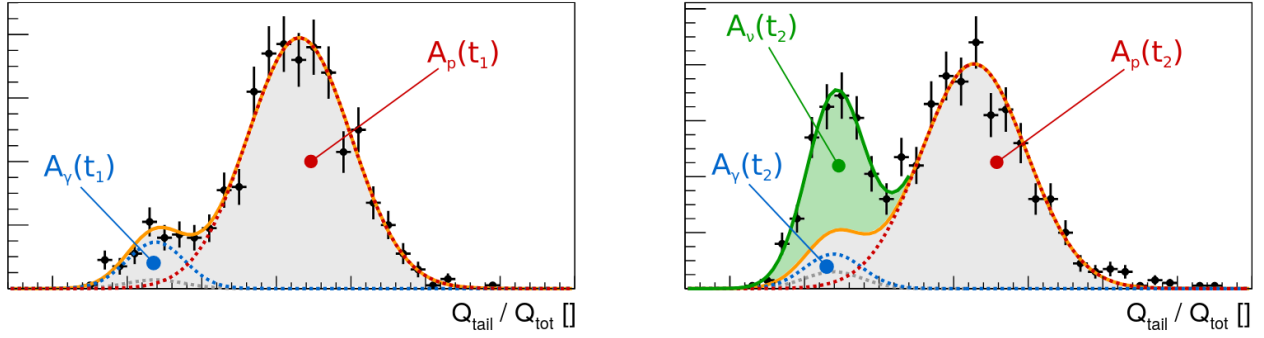 A_p(t_1)
A_γ(t_1)
Q_tail / Q_tot []
A_ν(t_2)
A_p(t_2)
A_γ(t_2)
Q_tail / Q_tot []